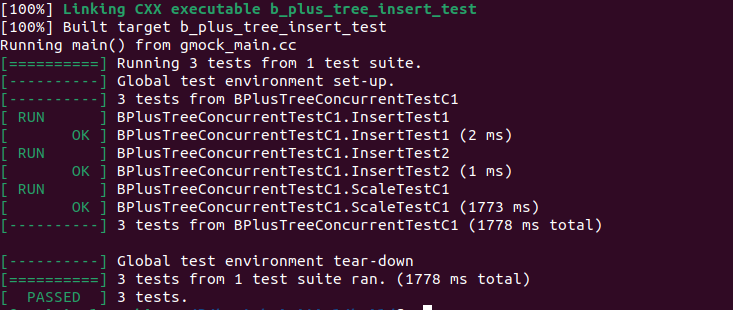 [100%] Linking CXX executable b_plus_tree_insert_test
[100%] Built target b_plus_tree_insert_test
Running main() from gmock_main.cc
[==========] Running 3 tests from 1 test suite.
[----------] Global test environment set-up.
[----------] 3 tests from BPlusTreeConcurrentTestC1
[ RUN      ] BPlusTreeConcurrentTestC1.InsertTest1
[       OK ] BPlusTreeConcurrentTestC1.InsertTest1 (2 ms)
[ RUN      ] BPlusTreeConcurrentTestC1.InsertTest2
[       OK ] BPlusTreeConcurrentTestC1.InsertTest2 (1 ms)
[ RUN      ] BPlusTreeConcurrentTestC1.ScaleTestC1
[       OK ] BPlusTreeConcurrentTestC1.ScaleTestC1 (1773 ms)
[----------] 3 tests from BPlusTreeConcurrentTestC1 (1778 ms total)
[----------] Global test environment tear-down
[==========] 3 tests from 1 test suite ran. (1778 ms total)
[  PASSED  ] 3 tests.